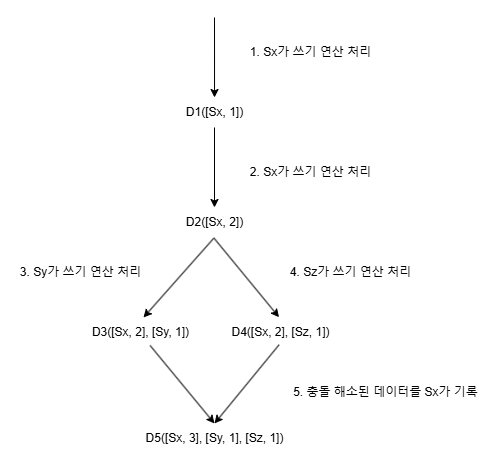 1. Sx가 쓰기 연산 처리
D1([Sx, 1])
2. Sx가 쓰기 연산 처리
D2([Sx, 2])
3. Sy가 쓰기 연산 처리
4. Sz가 쓰기 연산 처리
D3([Sx, 2], [Sy, 1])
D4([Sx, 2], [Sz, 1])
5. 충돌 해소된 데이터를 Sx가 기록
D5([Sx, 3], [Sy, 1], [Sz, 1])